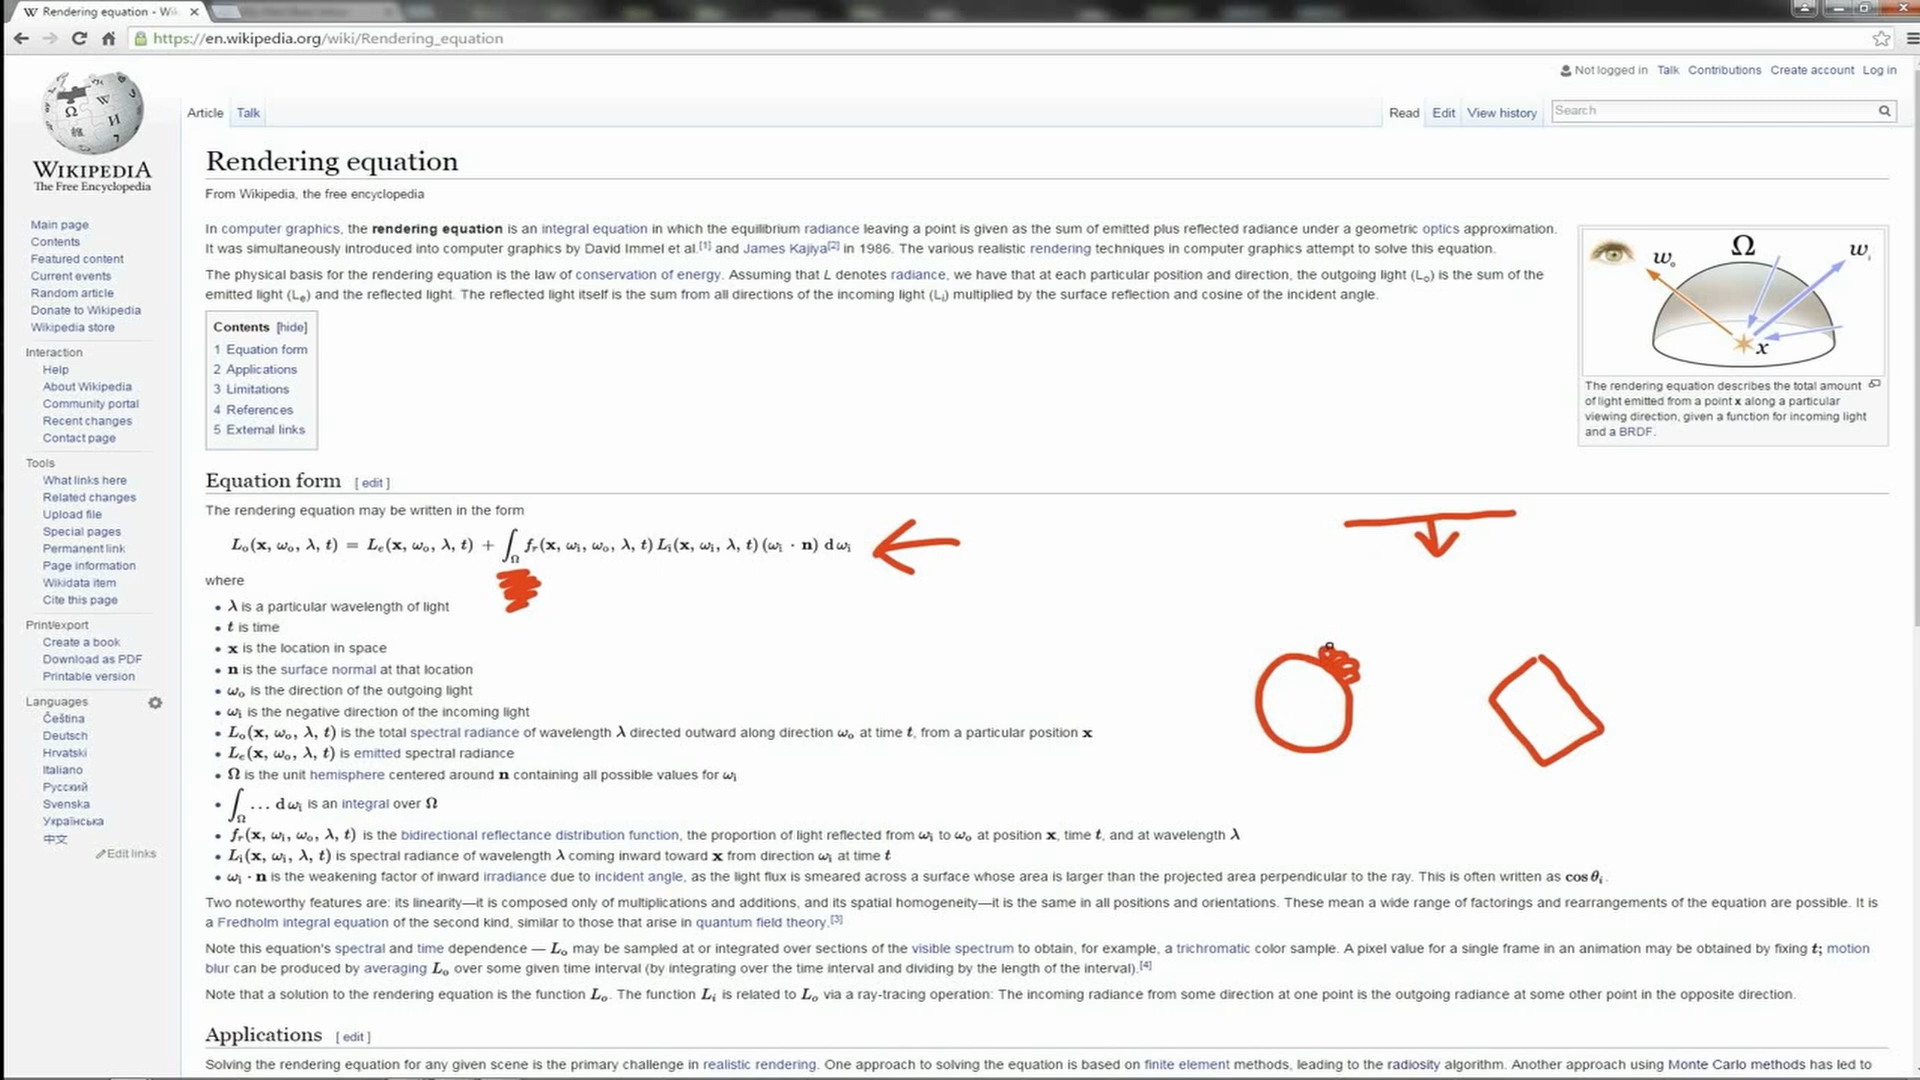 Rendering equation - Wik
https://en.wikipedia.org/wiki/Rendering_equation
Not logged in Talk Contributions Create account Log in
Article Talk
Read Edit View history Search
WIKIPEDIA
The Free Encyclopedia
Main page
Contents
Featured content
Current events
Random article
Donate to Wikipedia
Wikipedia store
Interaction
Help
About Wikipedia
Community portal
Recent changes
Contact page
Tools
What links here
Related changes
Upload file
Special pages
Permanent link
Page information
Wikidata item
Cite this page
Print/export
Create a book
Download as PDF
Printable version
Languages
Čeština
Deutsch
Hrvatski
Italiano
Русский
Svenska
Українська
中文
Edit links
Rendering equation
From Wikipedia, the free encyclopedia
In computer graphics, the rendering equation is an integral equation in which the equilibrium radiance leaving a point is given as the sum of emitted plus reflected radiance under a geometric optics approximation.
It was simultaneously introduced into computer graphics by David Immel et al.[1] and James Kajiya[2] in 1986. The various realistic rendering techniques in computer graphics attempt to solve this equation.
The physical basis for the rendering equation is the law of conservation of energy. Assuming that L denotes radiance, we have that at each particular position and direction, the outgoing light (Lo) is the sum of the
emitted light (Le) and the reflected light. The reflected light itself is the sum from all directions of the incoming light (Li) multiplied by the surface reflection and cosine of the incident angle.
wo Ω wi
x
The rendering equation describes the total amount
of light emitted from a point x along a particular
viewing direction, given a function for incoming light
and a BRDF.
Contents [hide]
1 Equation form
2 Applications
3 Limitations
4 References
5 External links
Equation form [ edit ]
The rendering equation may be written in the form
Lo(x, ωo, λ, t) = Le(x, ωo, λ, t) + ∫Ω fr(x, ωi, ωo, λ, t) Li(x, ωi, λ, t) (ωi · n) d ωi
where
• λ is a particular wavelength of light
• t is time
• x is the location in space
• n is the surface normal at that location
• ωo is the direction of the outgoing light
• ωi is the negative direction of the incoming light
• Lo(x, ωo, λ, t) is the total spectral radiance of wavelength λ directed outward along direction ωo at time t, from a particular position x
• Le(x, ωo, λ, t) is emitted spectral radiance
• Ω is the unit hemisphere centered around n containing all possible values for ωi
• ∫Ω ... d ωi is an integral over Ω
• fr(x, ωi, ωo, λ, t) is the bidirectional reflectance distribution function, the proportion of light reflected from ωi to ωo at position x, time t, and at wavelength λ
• Li(x, ωi, λ, t) is spectral radiance of wavelength λ coming inward toward x from direction ωi at time t
• ωi · n is the weakening factor of inward irradiance due to incident angle, as the light flux is smeared across a surface whose area is larger than the projected area perpendicular to the ray. This is often written as cos θi.
Two noteworthy features are: its linearity—it is composed only of multiplications and additions, and its spatial homogeneity—it is the same in all positions and orientations. These mean a wide range of factorings and rearrangements of the equation are possible. It is
a Fredholm integral equation of the second kind, similar to those that arise in quantum field theory.[3]
Note this equation's spectral and time dependence — Lo may be sampled at or integrated over sections of the visible spectrum to obtain, for example, a trichromatic color sample. A pixel value for a single frame in an animation may be obtained by fixing t; motion
blur can be produced by averaging Lo over some given time interval (by integrating over the time interval and dividing by the length of the interval).[4]
Note that a solution to the rendering equation is the function Lo. The function Li is related to Lo via a ray-tracing operation: The incoming radiance from some direction at one point is the outgoing radiance at some other point in the opposite direction.
Applications [ edit ]
Solving the rendering equation for any given scene is the primary challenge in realistic rendering. One approach to solving the equation is based on finite element methods, leading to the radiosity algorithm. Another approach using Monte Carlo methods has led to